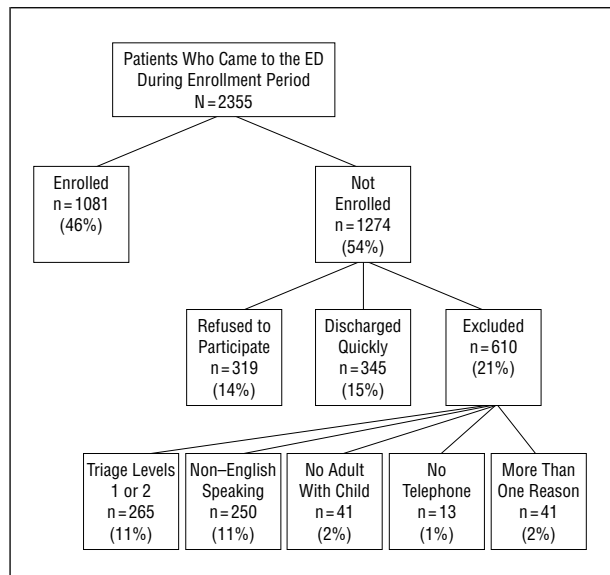 Patients Who Came to the ED
During Enrollment Period
N = 2355
Enrolled
n = 1081
(46%)
Not
Enrolled
n = 1274
(54%)
Refused to
Participate
n = 319
(14%)
Discharged
Quickly
n = 345
(15%)
Excluded
n = 610
(21%)
Triage Levels
1 or 2
n = 265
(11%)
Non–English
Speaking
n = 250
(11%)
No Adult
With Child
n = 41
(2%)
No
Telephone
n = 13
(1%)
More Than
One Reason
n = 41
(2%)